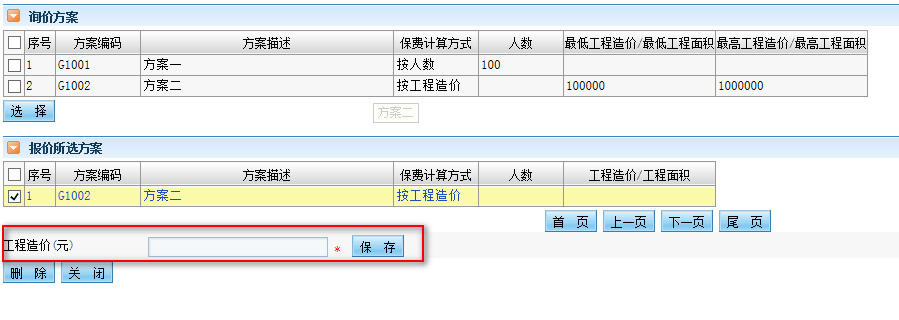 询价方案
序号 方案编码 方案描述 保费计算方式 人数 最低工程造价/最低工程面积 最高工程造价/最高工程面积
1 G1001 方案一 按人数 100
2 G1002 方案二 按工程造价 100000 1000000
选 择
方案二
报价所选方案
序号 方案编码 方案描述 保费计算方式 人数 工程造价/工程面积
1 G1002 方案二 按工程造价
首 页 上一页 下一页 尾 页
工程造价(元) * 保 存
删 除 关 闭